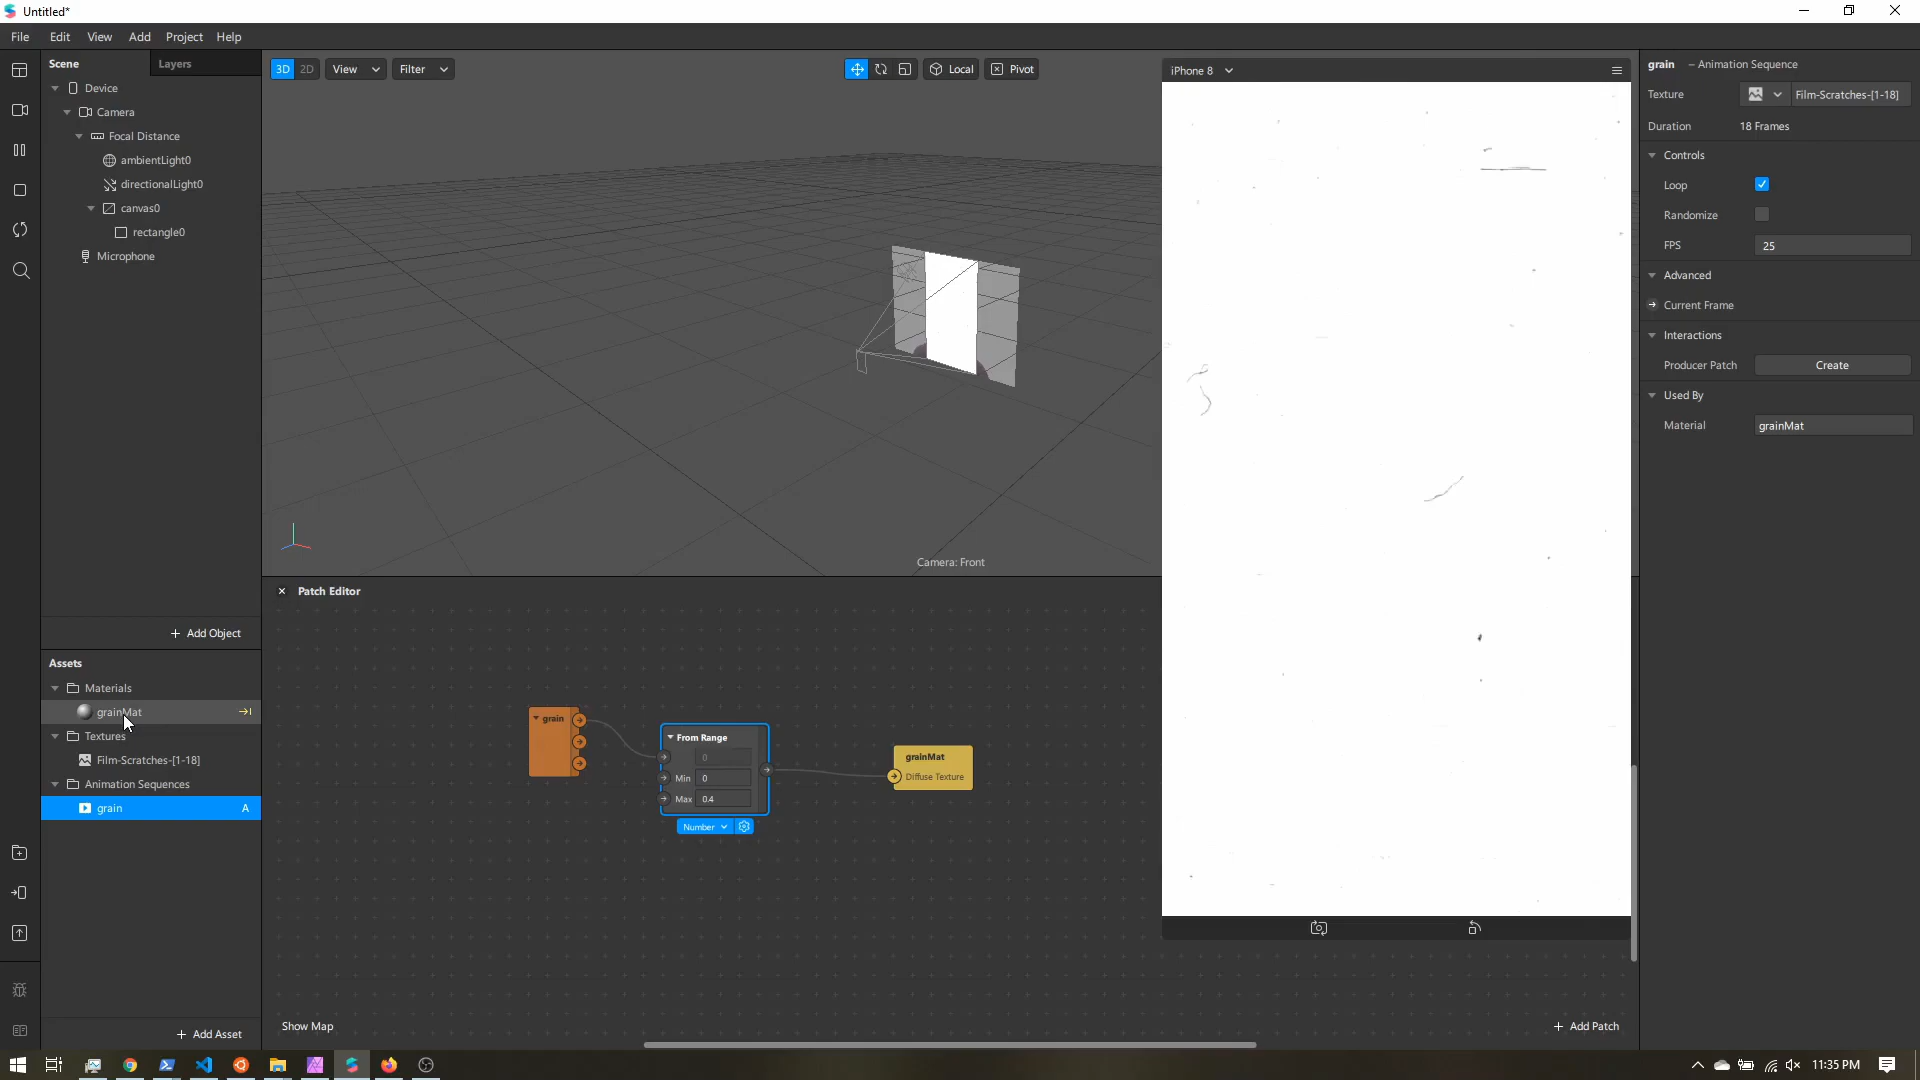 Untitled*
File Edit View Add Project Help
Scene Layers
Device
Camera
Focal Distance
ambientLight0
directionalLight0
canvas0
rectangle0
Microphone
+ Add Object
Assets
Materials
grainMat
Textures
Film-Scratches-[1-18]
Animation Sequences
grain A
+ Add Asset
3D 2D View Filter Local Pivot
Camera: Front
iPhone 8
Patch Editor
grain
From Range
0
Min 0
Max 0.4
Number
grainMat
Diffuse Texture
Show Map
+ Add Patch
grain – Animation Sequence
Texture Film-Scratches-[1-18]
Duration 18 Frames
Controls
Loop
Randomize
FPS 25
Advanced
Current Frame
Interactions
Producer Patch Create
Used By
Material grainMat
11:35 PM